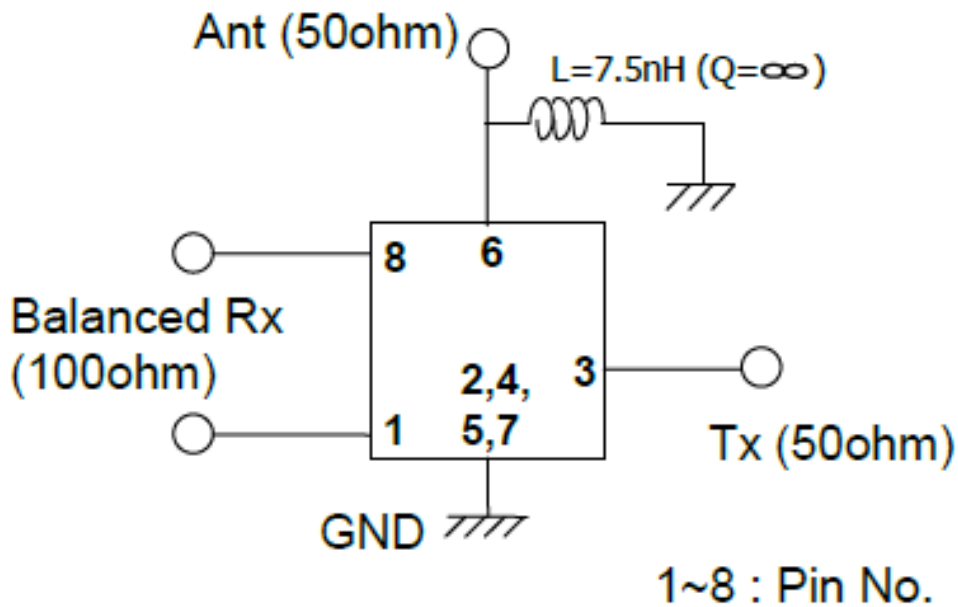 Ant (50ohm)
L=7.5nH (Q=∞)
8
6
Balanced Rx
(100ohm)
2,4,
3
1
5,7
Tx (50ohm)
GND
1~8 : Pin No.